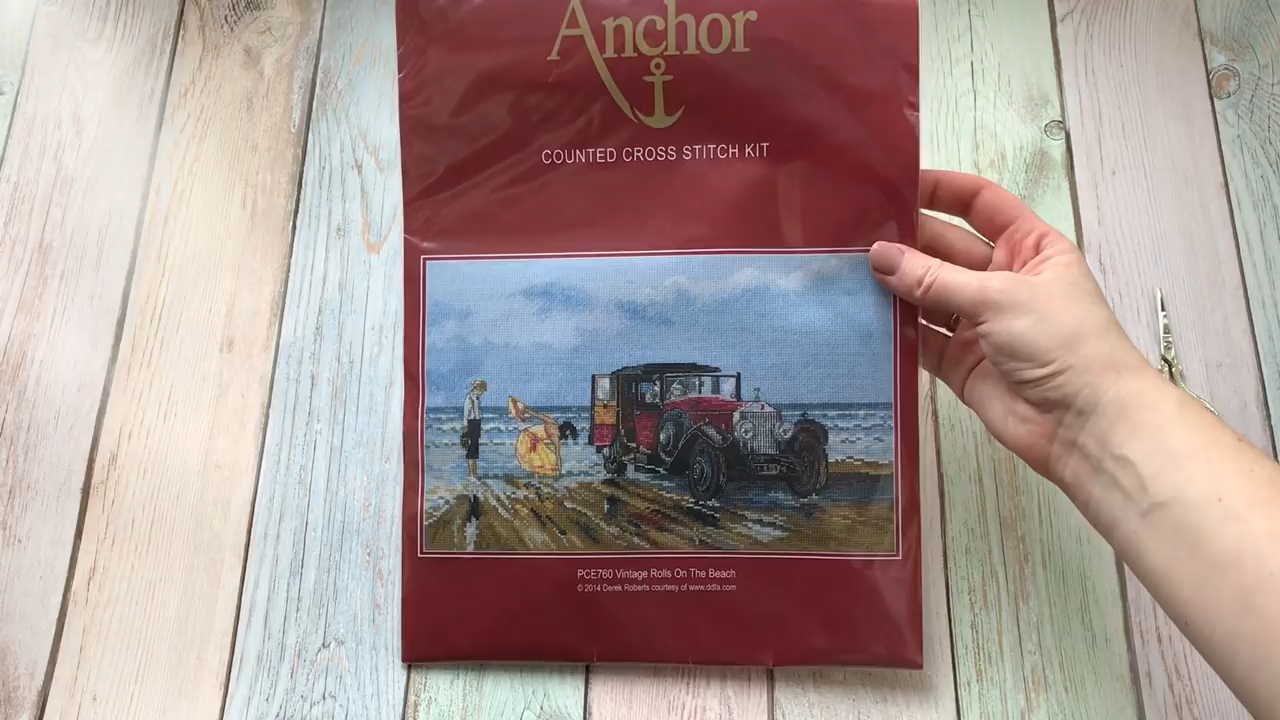 Anchor
COUNTED CROSS STITCH KIT
PCE760 Vintage Rolls On The Beach
© 2014 Derek Roberts courtesy of www.ddfa.com